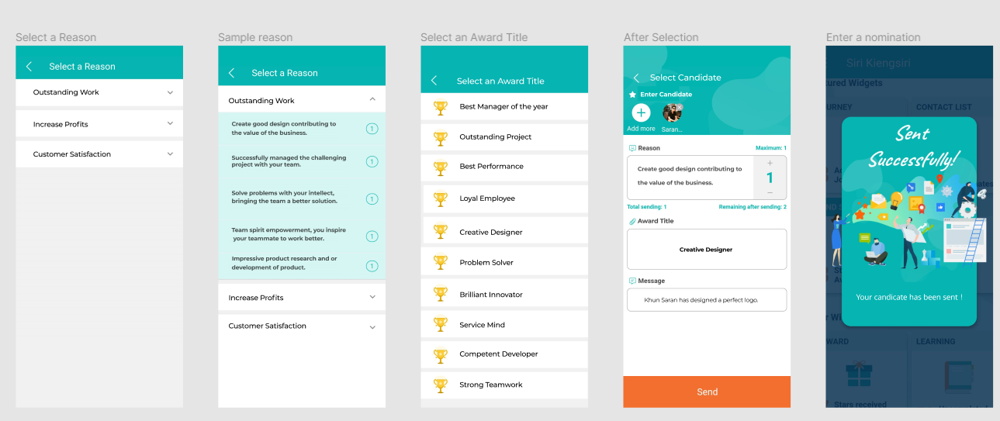 Select a Reason
Select a Reason
Outstanding Work
Increase Profits
Customer Satisfaction
Sample reason
Select a Reason
Outstanding Work
Create good design contributing to
the value of the business.
1
Successfully managed the challenging
project with your team.
1
Solve problems with your intellect,
bringing the team a better solution.
1
Team spirit empowerment, you inspire
your teammate to work better.
1
Impressive product research and or
development of product.
1
Increase Profits
Customer Satisfaction
Select an Award Title
Select an Award Title
Best Manager of the year
Outstanding Project
Best Performance
Loyal Employee
Creative Designer
Problem Solver
Brilliant Innovator
Service Mind
Competent Developer
Strong Teamwork
After Selection
Select Candidate
Enter Candidate
Add more
Saran...
Reason
Maximum: 1
Create good design contributing to
the value of the business.
+
1
−
Total sending: 1
Remaining after sending: 2
Award Title
Creative Designer
Message
Khun Saran has designed a perfect logo.
Send
Enter a nomination
Siri Kiengsiri
tured Widgets
URNEY
CONTACT LIST
Sent
Successfully!
Your candicate has been sent !
WARD
LEARNING
Stars received